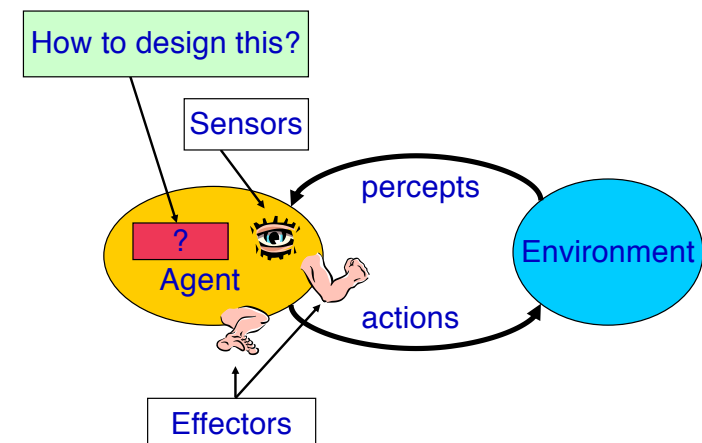 How to design this?
Sensors
percepts
?
Agent
Environment
actions
Effectors